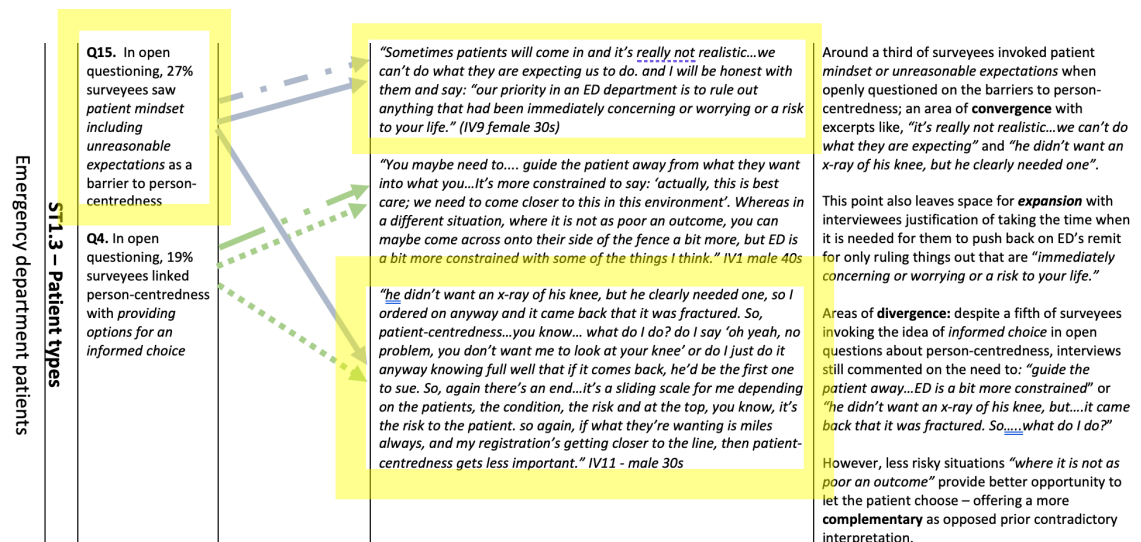 Emergency department patients
ST1.3 – Patient types
Q15. In open
questioning, 27%
surveyees saw
patient mindset
including
unreasonable
expectations as a
barrier to person-
centredness
Q4. In open
questioning, 19%
surveyees linked
person-centredness
with providing
options for an
informed choice
“Sometimes patients will come in and it’s really not realistic…we
can’t do what they are expecting us to do. and I will be honest with
them and say: “our priority in an ED department is to rule out
anything that had been immediately concerning or worrying or a risk
to your life.” (IV9 female 30s)
“You maybe need to.... guide the patient away from what they want
into what you…It’s more constrained to say: ‘actually, this is best
care; we need to come closer to this in this environment’. Whereas in
a different situation, where it is not as poor an outcome, you can
maybe come across onto their side of the fence a bit more, but ED is
a bit more constrained with some of the things I think.” IV1 male 40s
“he didn’t want an x-ray of his knee, but he clearly needed one, so I
ordered on anyway and it came back that it was fractured. So,
patient-centredness…you know… what do I do? do I say ‘oh yeah, no
problem, you don’t want me to look at your knee’ or do I just do it
anyway knowing full well that if it comes back, he’d be the first one
to sue. So, again there’s an end…it’s a sliding scale for me depending
on the patients, the condition, the risk and at the top, you know, it’s
the risk to the patient. so again, if what they’re wanting is miles
always, and my registration’s getting closer to the line, then patient-
centredness gets less important.” IV11 - male 30s
Around a third of surveyees invoked patient
mindset or unreasonable expectations when
openly questioned on the barriers to person-
centredness; an area of convergence with
excerpts like, “it’s really not realistic…we can’t do
what they are expecting” and “he didn’t want an
x-ray of his knee, but he clearly needed one”.
This point also leaves space for expansion with
interviewees justification of taking the time when
it is needed for them to push back on ED’s remit
for only ruling things out that are “immediately
concerning or worrying or a risk to your life.”
Areas of divergence: despite a fifth of surveyees
invoking the idea of informed choice in open
questions about person-centredness, interviews
still commented on the need to: “guide the
patient away…ED is a bit more constrained” or
“he didn’t want an x-ray of his knee, but….it came
back that it was fractured. So…..what do I do?”
However, less risky situations “where it is not as
poor an outcome” provide better opportunity to
let the patient choose – offering a more
complementary as opposed prior contradictory
interpretation.